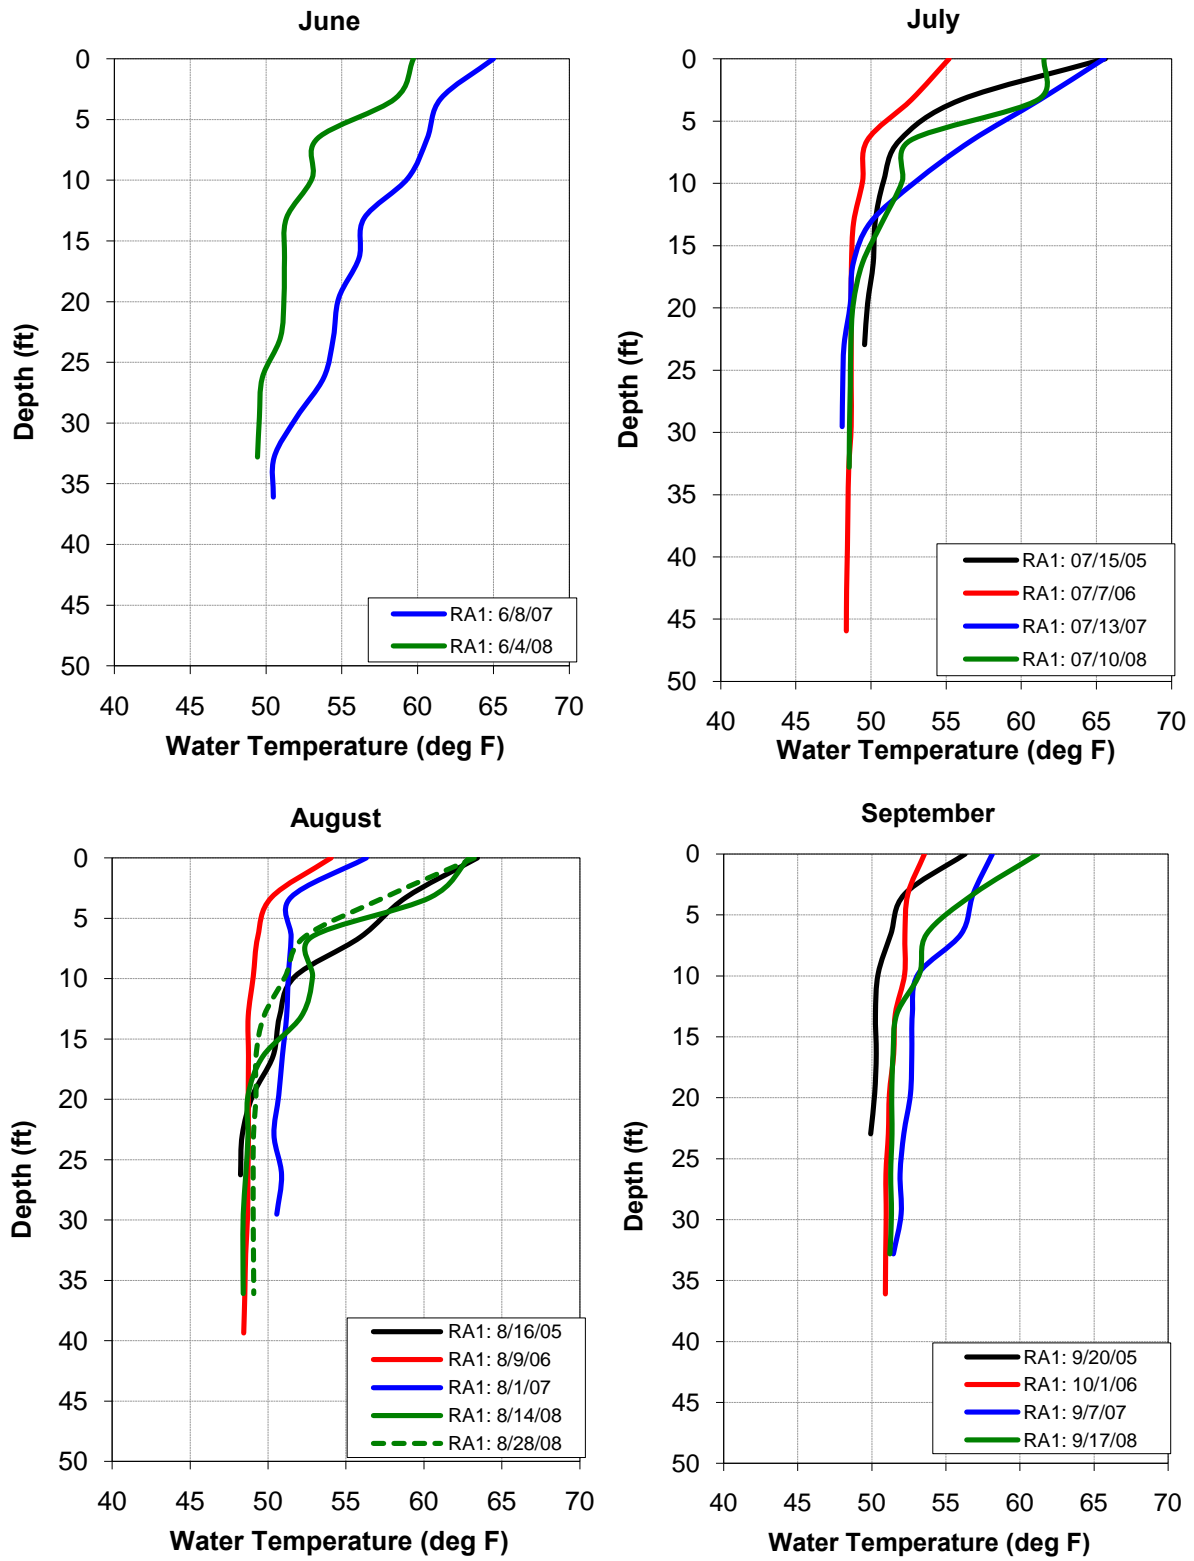 June
0
5
10
15
20
25
30
35
40
45
50
Depth (ft)
40 45 50 55 60 65 70
Water Temperature (deg F)
RA1: 6/8/07
RA1: 6/4/08
July
0
5
10
15
20
25
30
35
40
45
50
Depth (ft)
40 45 50 55 60 65 70
Water Temperature (deg F)
RA1: 07/15/05
RA1: 07/7/06
RA1: 07/13/07
RA1: 07/10/08
August
0
5
10
15
20
25
30
35
40
45
50
Depth (ft)
40 45 50 55 60 65 70
Water Temperature (deg F)
RA1: 8/16/05
RA1: 8/9/06
RA1: 8/1/07
RA1: 8/14/08
RA1: 8/28/08
September
0
5
10
15
20
25
30
35
40
45
50
Depth (ft)
40 45 50 55 60 65 70
Water Temperature (deg F)
RA1: 9/20/05
RA1: 10/1/06
RA1: 9/7/07
RA1: 9/17/08